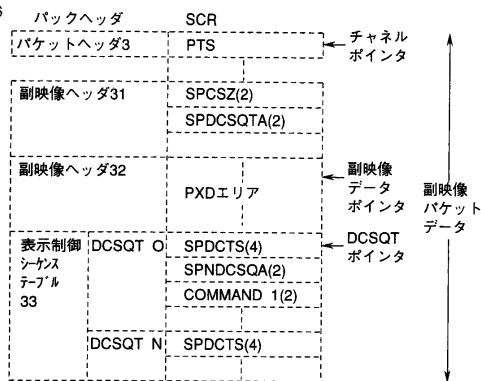 6
パックヘッダ SCR
パケットヘッダ3 PTS
チャネル
ポインタ
副映像ヘッダ31 SPCSZ(2)
SPDCSQTA(2)
副映像ヘッダ32
PXDエリア
副映像
データ
ポインタ
副映像
パケット
データ
表示制御
シーケンス
テーブル
33
DCSQT O SPDCTS(4)
DCSQT
ポインタ
SPNDCSQA(2)
COMMAND 1(2)
DCSQT N SPDCTS(4)